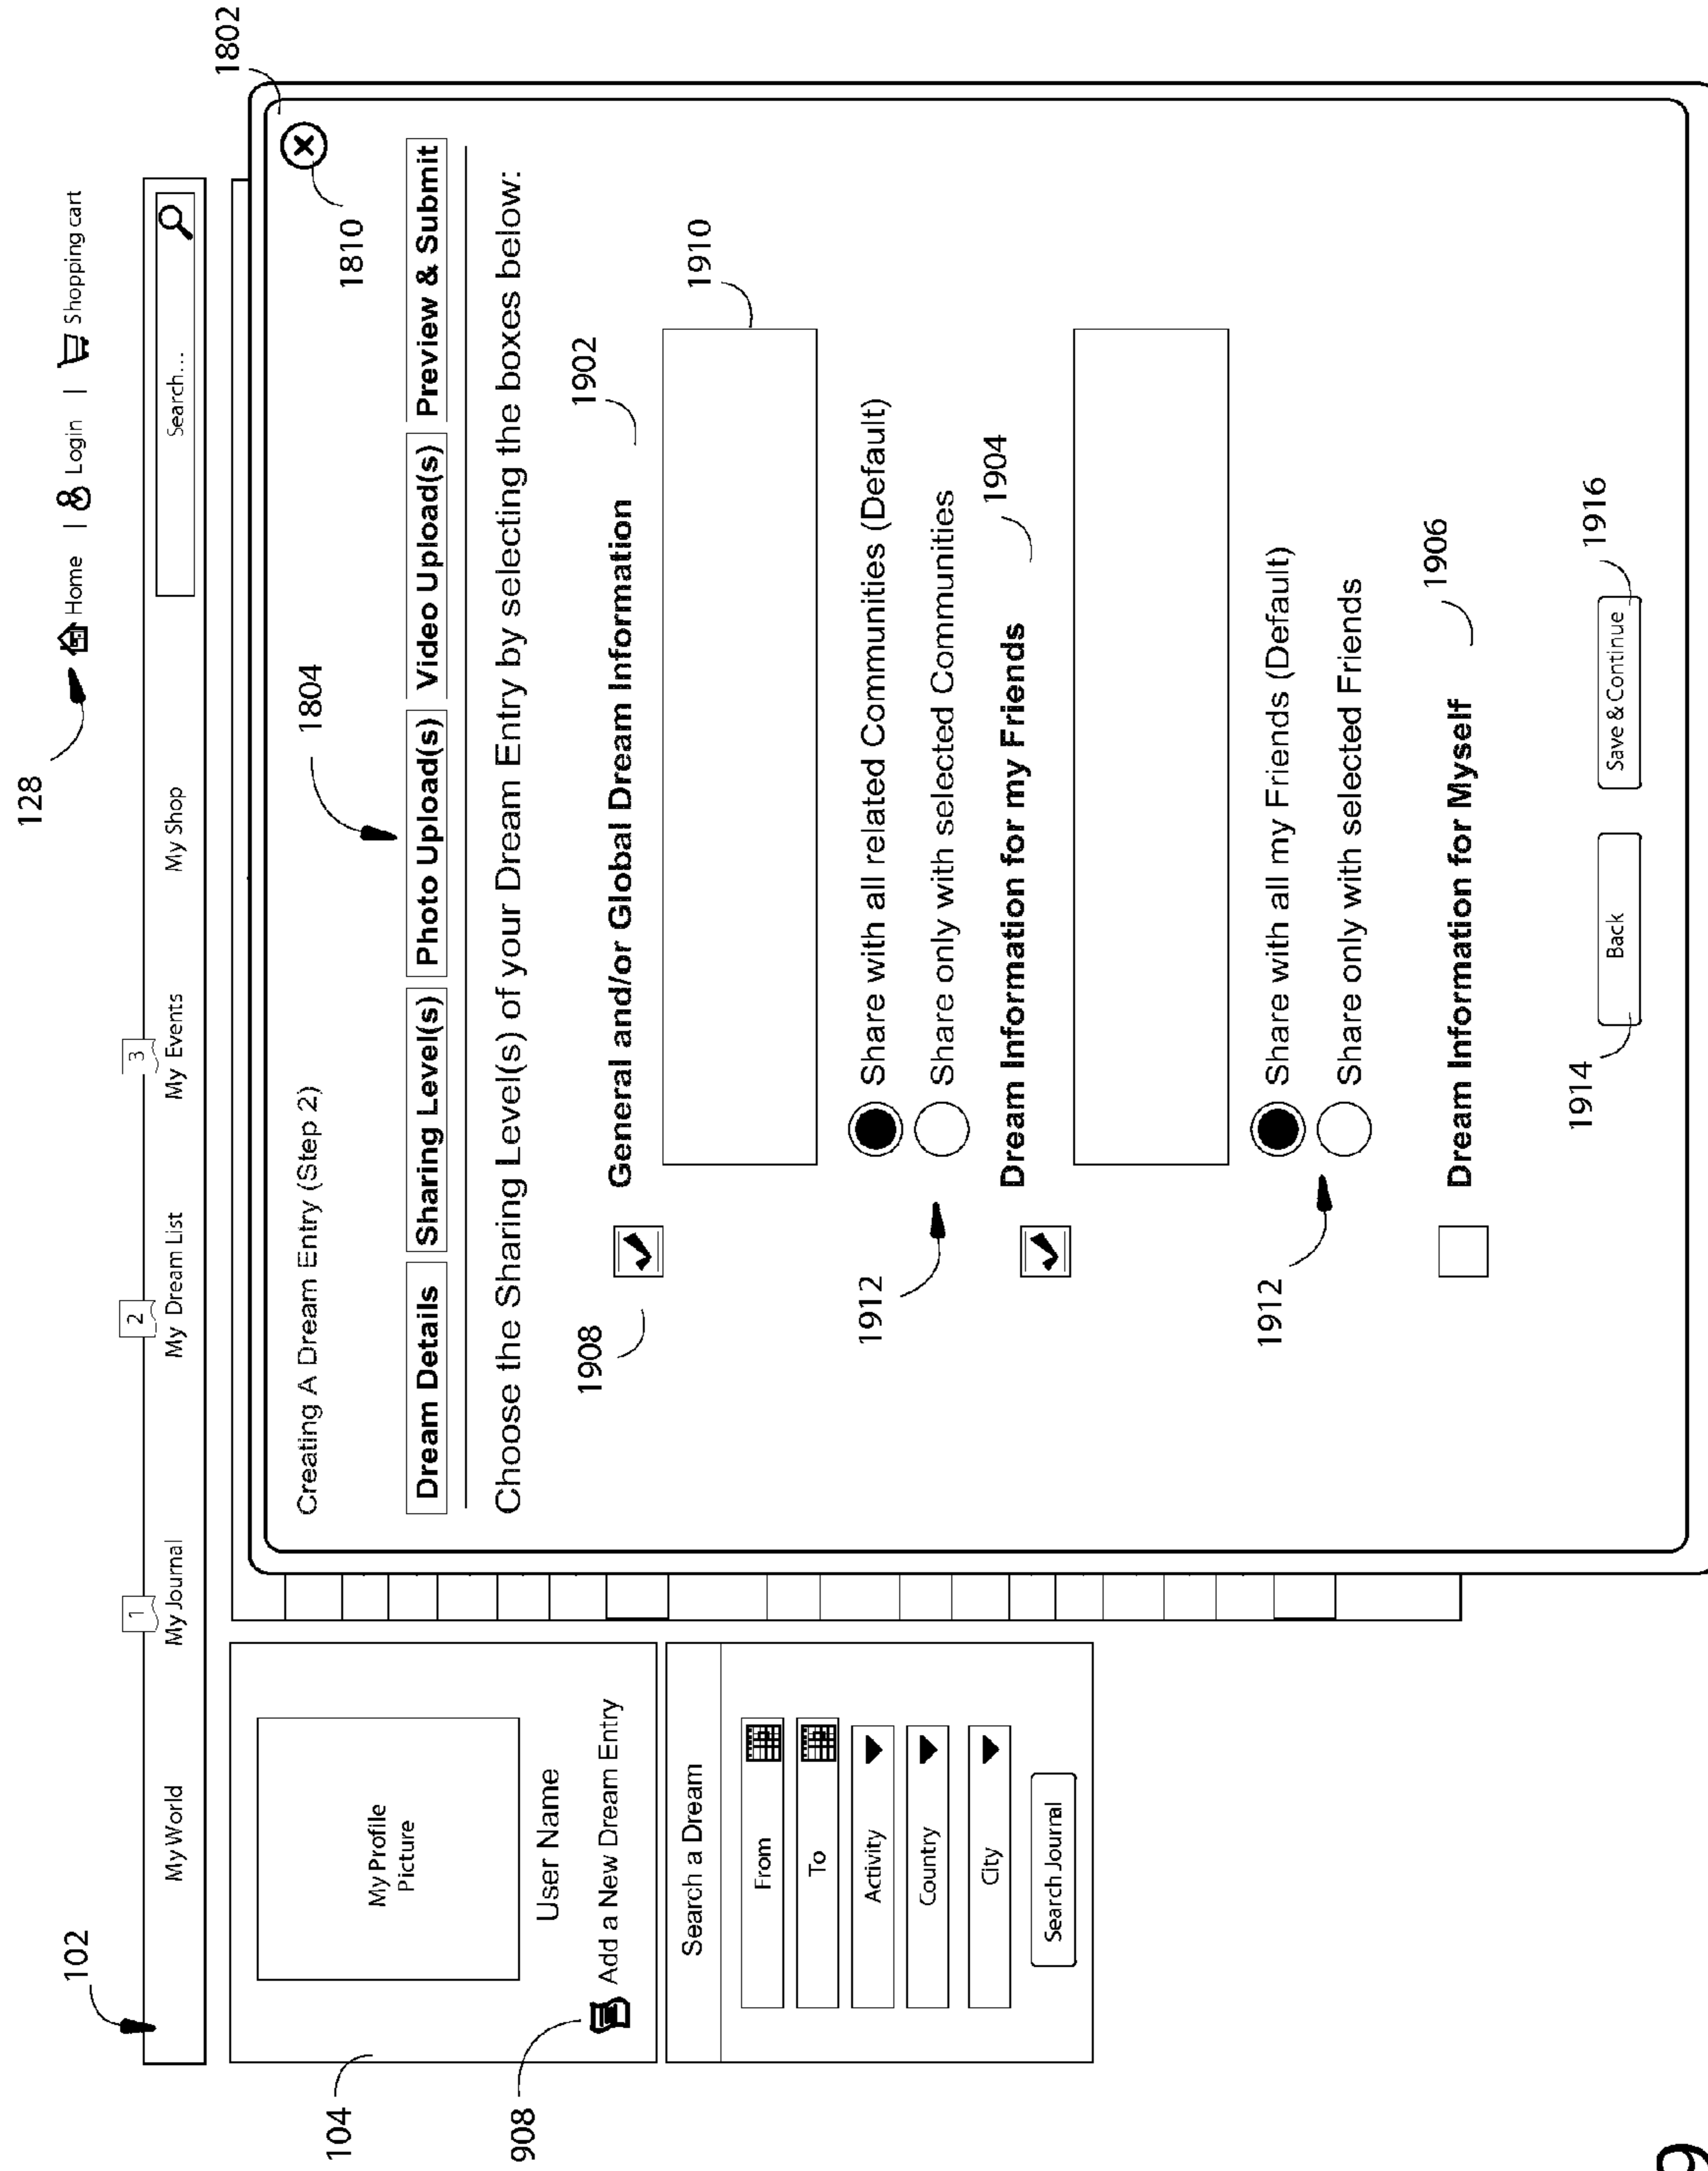 128
Home | Login | Shopping cart
102
1
2
3
My World My Journal My Dream List My Events My Shop Search...
1802
104
My Profile
Picture
User Name
908
Add a New Dream Entry
Search a Dream
From
To
Activity
Country
City
Search Journal
Creating A Dream Entry (Step 2)
1804
1810
Dream Details Sharing Level(s) Photo Upload(s) Video Upload(s) Preview & Submit
Choose the Sharing Level(s) of your Dream Entry by selecting the boxes below:
1908
General and/or Global Dream Information
1902
1910
1912
Share with all related Communities (Default)
Share only with selected Communities
Dream Information for my Friends
1904
1912
Share with all my Friends (Default)
Share only with selected Friends
Dream Information for Myself
1906
1914
Back Save & Continue
1916